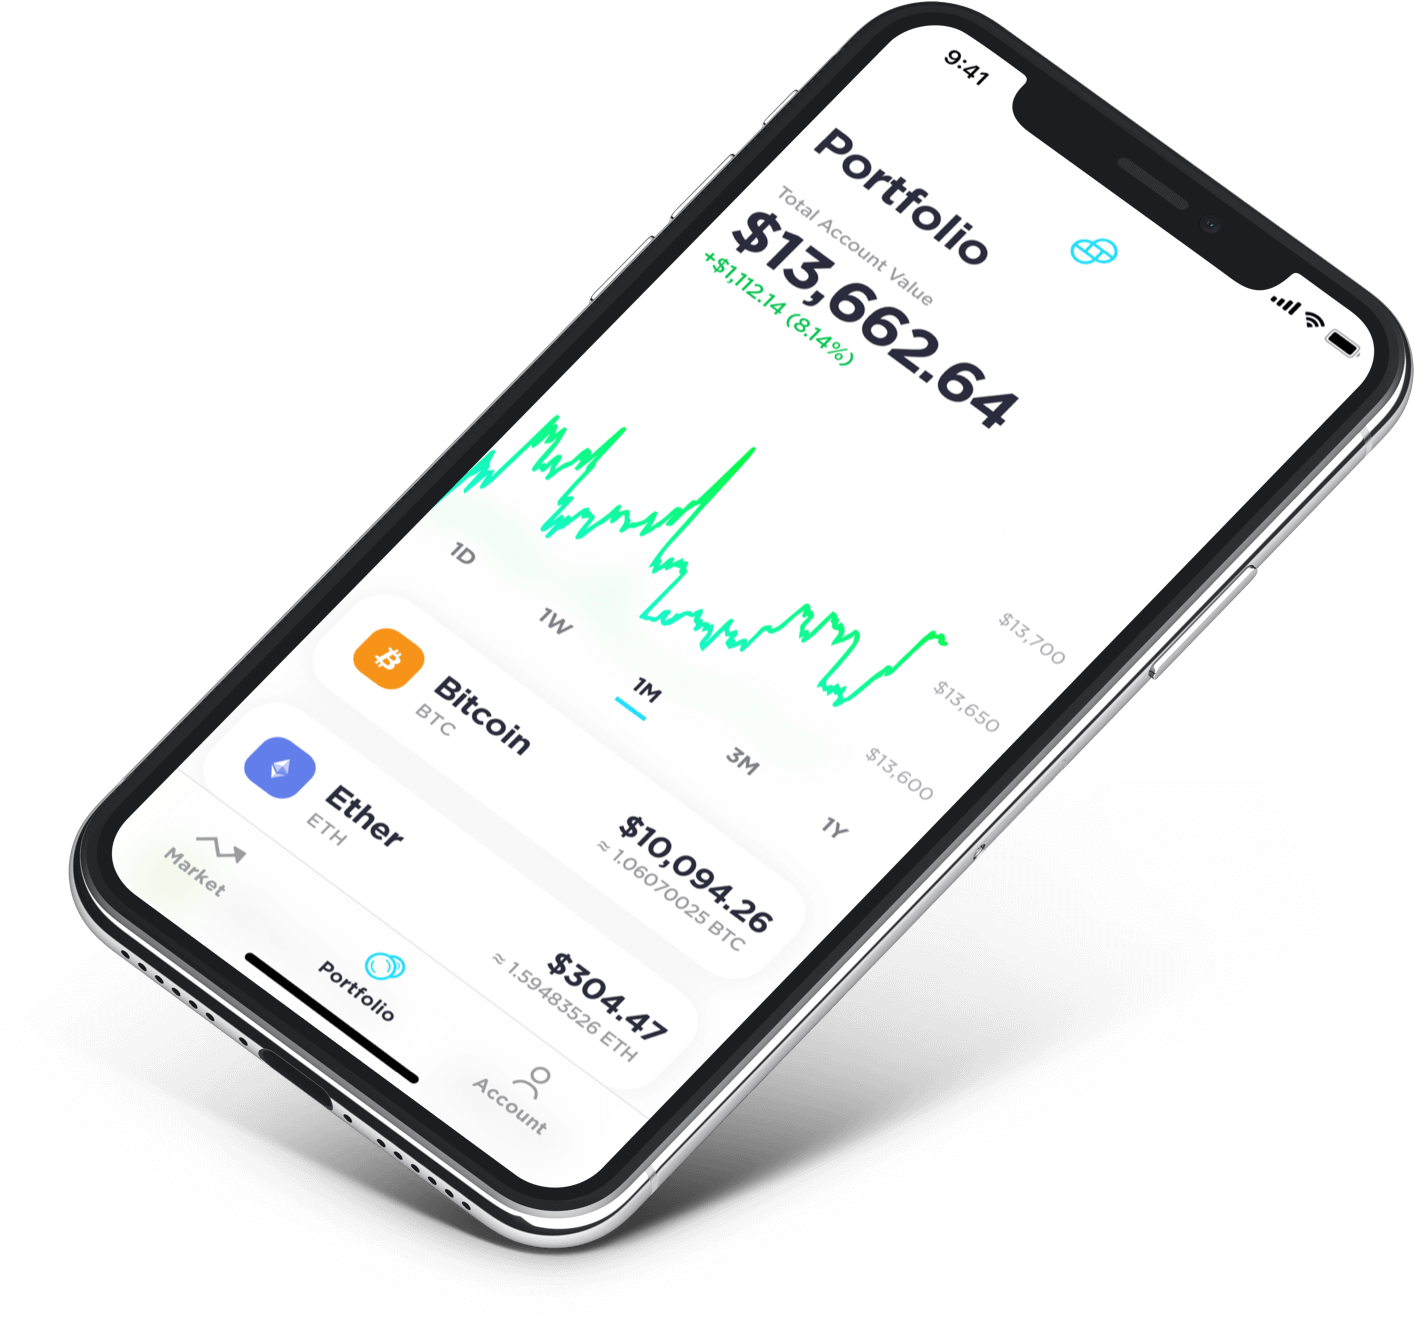 9:41
Portfolio
Total Account Value
$13,662.64
+$1,112.14 (8.14%)
$13,700
$13,650
$13,600
1D
1W
1M
3M
1Y
Bitcoin
BTC
$10,094.26
≈ 1.06070025 BTC
Ether
ETH
$304.47
≈ 1.59483526 ETH
Market
Portfolio
Account